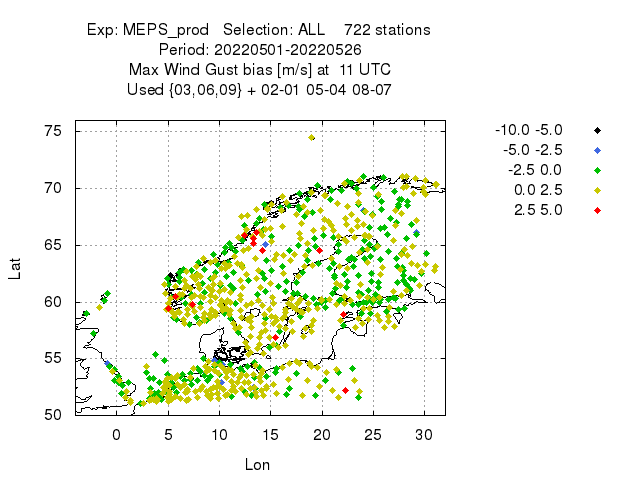 Exp: MEPS_prod Selection: ALL 722 stations
Period: 20220501-20220526
Max Wind Gust bias [m/s] at 11 UTC
Used {03,06,09} + 02-01 05-04 08-07
-10.0 -5.0
-5.0 -2.5
-2.5 0.0
0.0 2.5
2.5 5.0
75
70
65
60
55
50
Lat
0 5 10 15 20 25 30
Lon